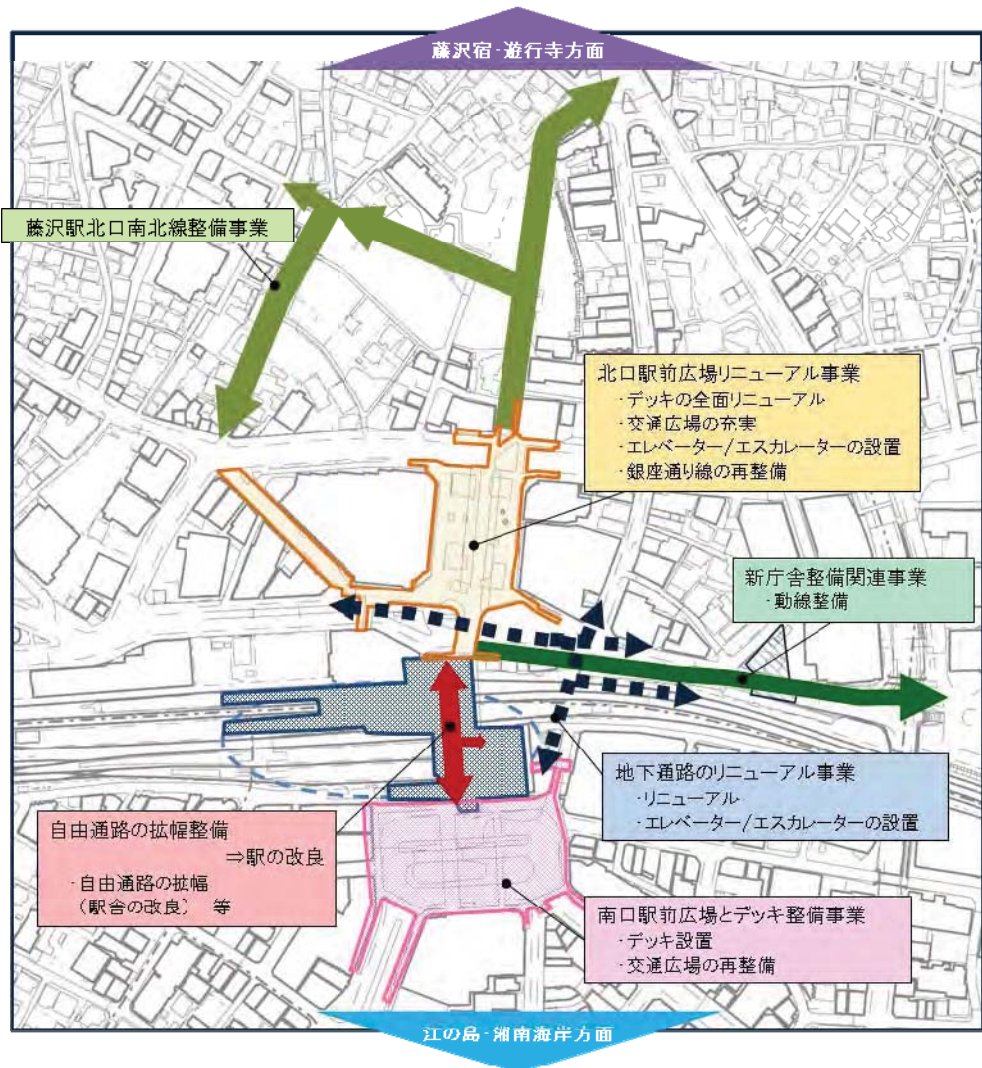 藤沢宿・遊行寺方面
藤沢駅北口南北線整備事業
北口駅前広場リニューアル事業
・デッキの全面リニューアル
・交通広場の充実
・エレベーター/エスカレーターの設置
・銀座通り線の再整備
新庁舎整備関連事業
・動線整備
地下通路のリニューアル事業
・リニューアル
・エレベーター/エスカレーターの設置
自由通路の拡幅整備
⇒駅の改良
・自由通路の拡幅
(駅舎の改良) 等
南口駅前広場とデッキ整備事業
・デッキ設置
・交通広場の再整備
江の島・湘南海岸方面